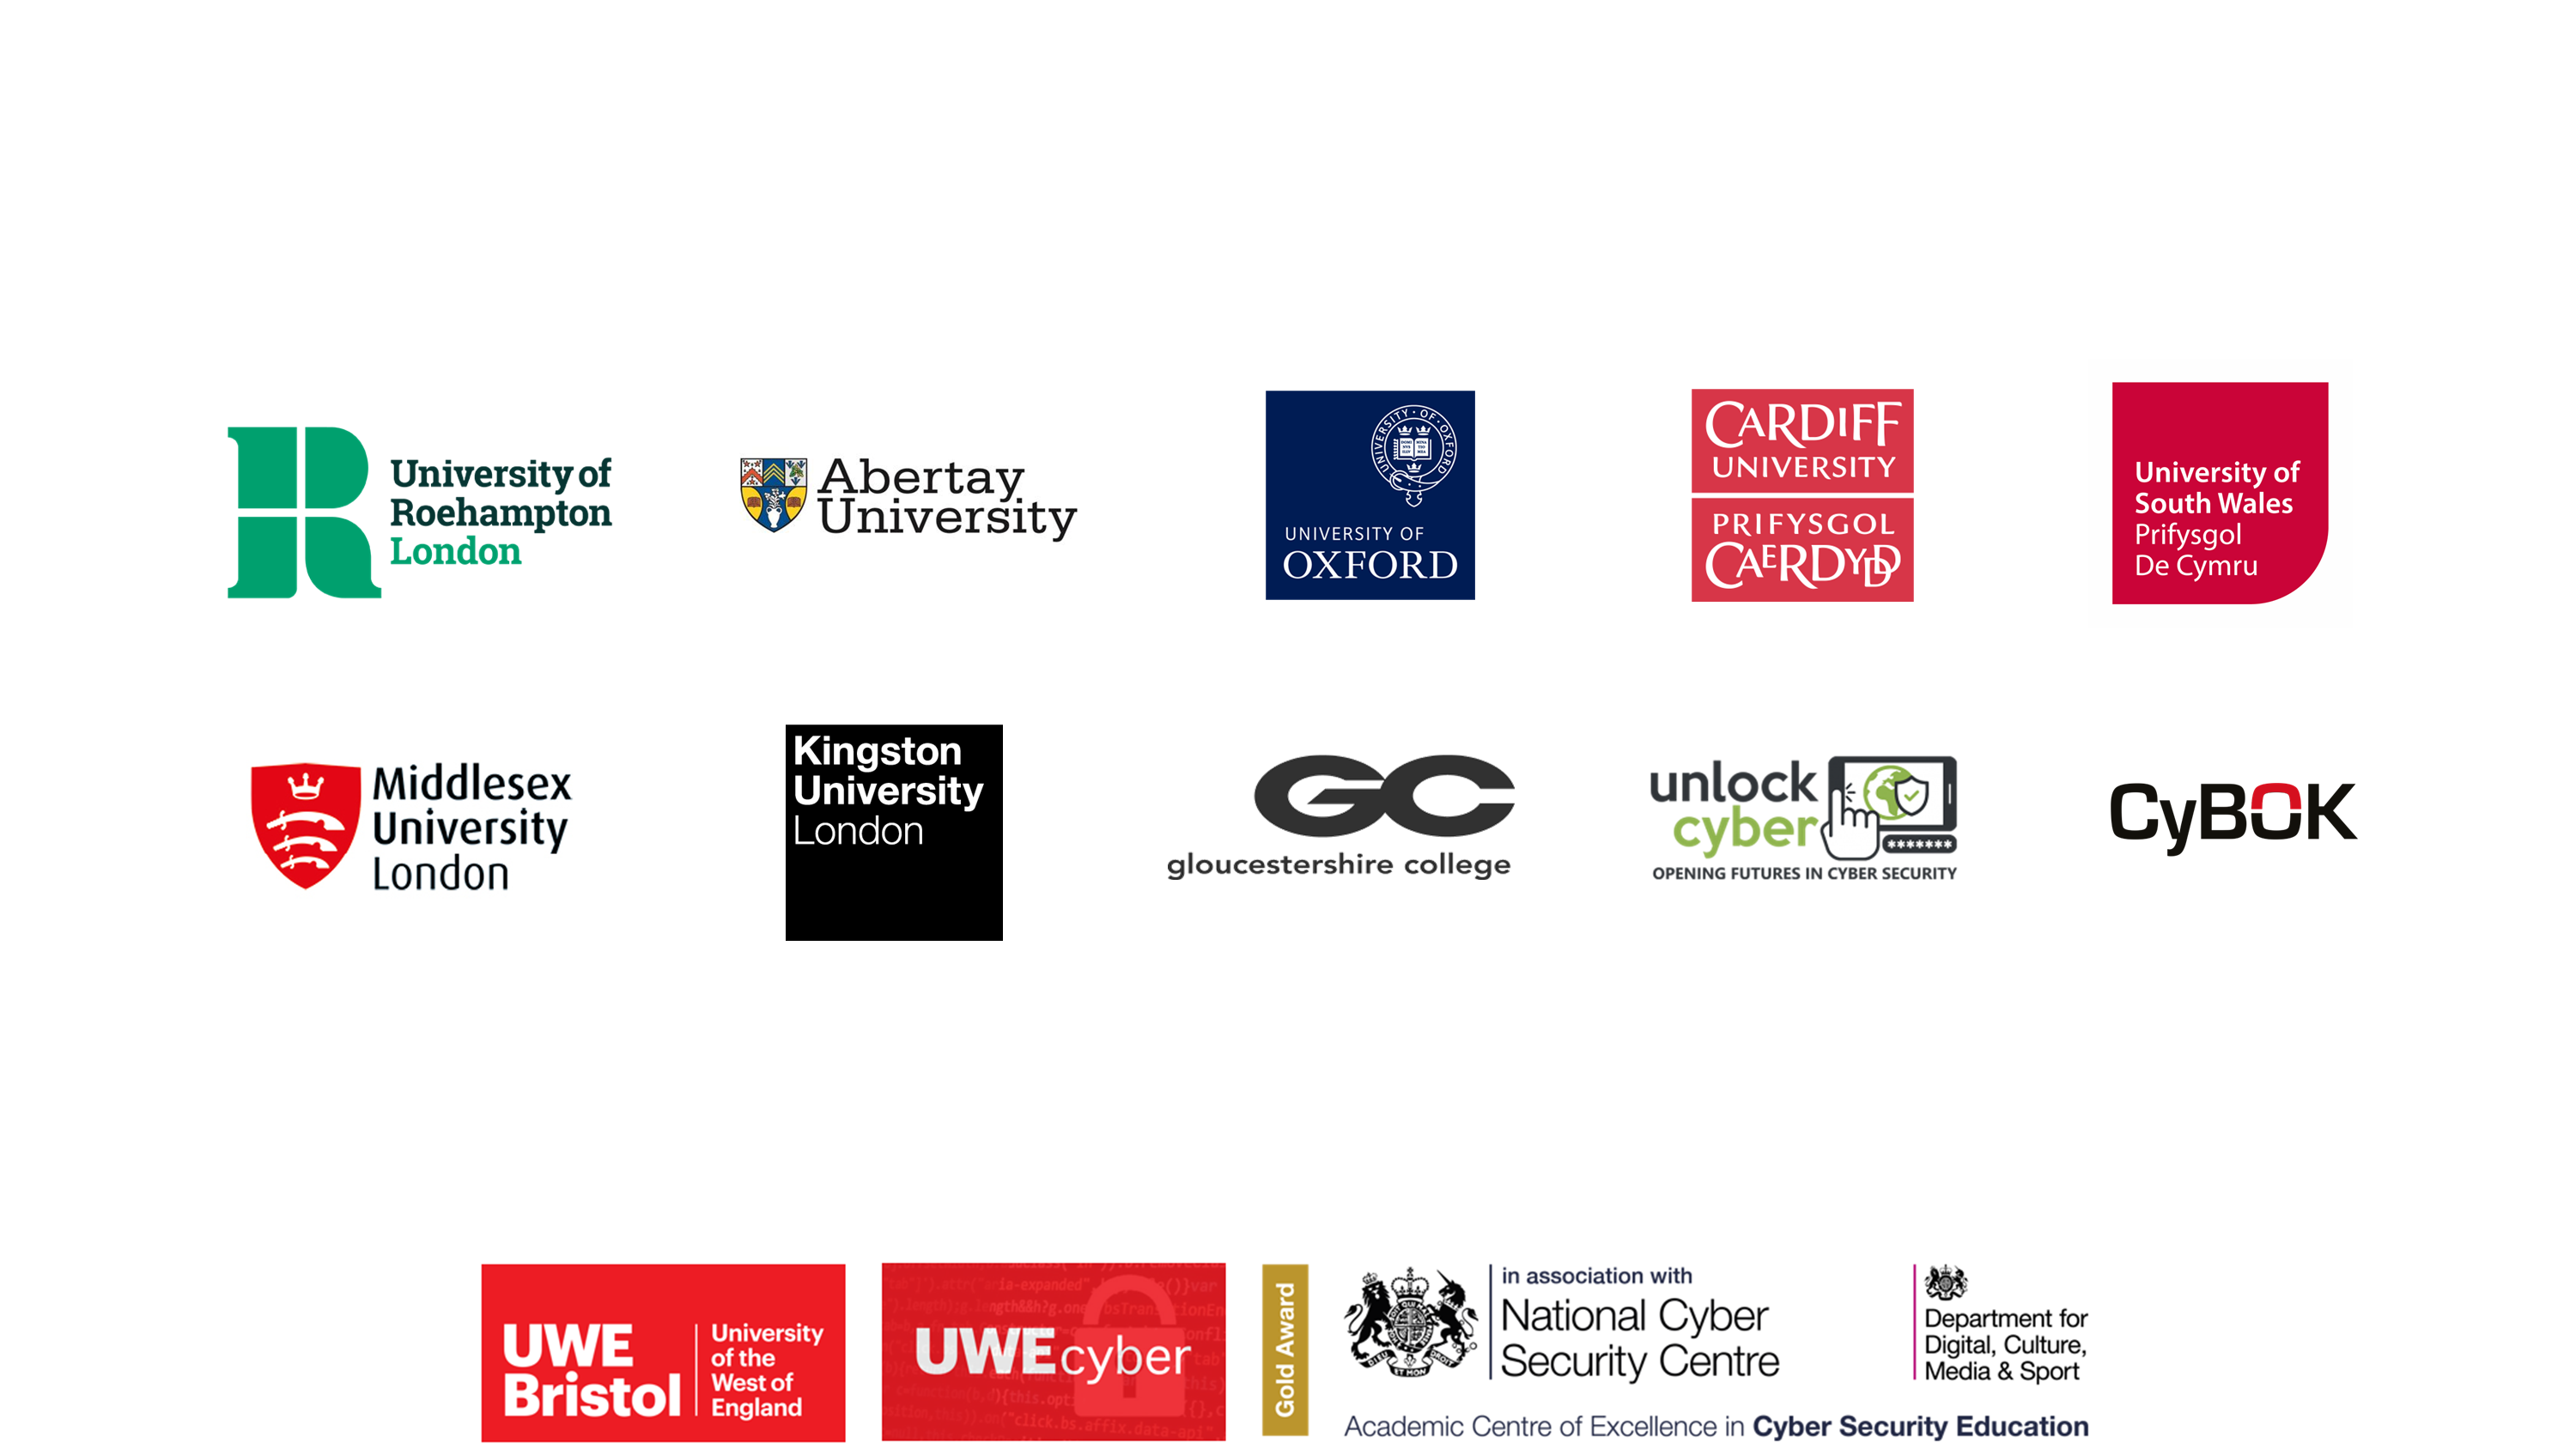 University of
Roehampton
London
Abertay
University
UNIVERSITY · OF · OXFORD
UNIVERSITY OF
OXFORD
CARDIFF
UNIVERSITY
PRIFYSGOL
CAERDYDD
University of
South Wales
Prifysgol
De Cymru
Middlesex
University
London
Kingston
University
London
GC
gloucestershire college
unlock
cyber
*******
OPENING FUTURES IN CYBER SECURITY
CyBOK
UWE
Bristol
University
of the
West of
England
UWEcyber
Gold Award
in association with
National Cyber
Security Centre
Department for
Digital, Culture,
Media & Sport
Academic Centre of Excellence in Cyber Security Education